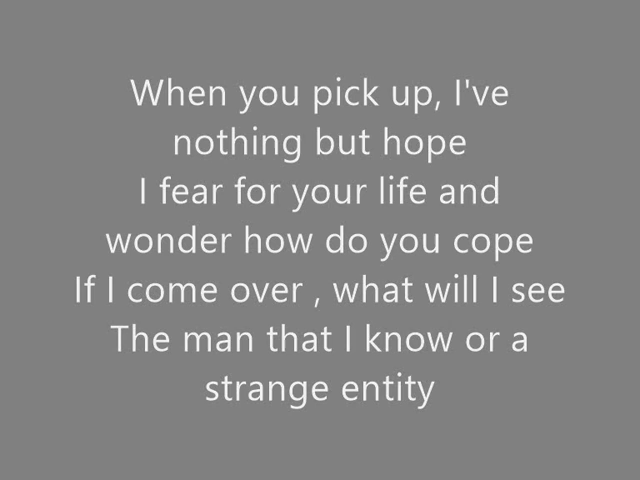 When you pick up, I've
nothing but hope
I fear for your life and
wonder how do you cope
If I come over , what will I see
The man that I know or a
strange entity